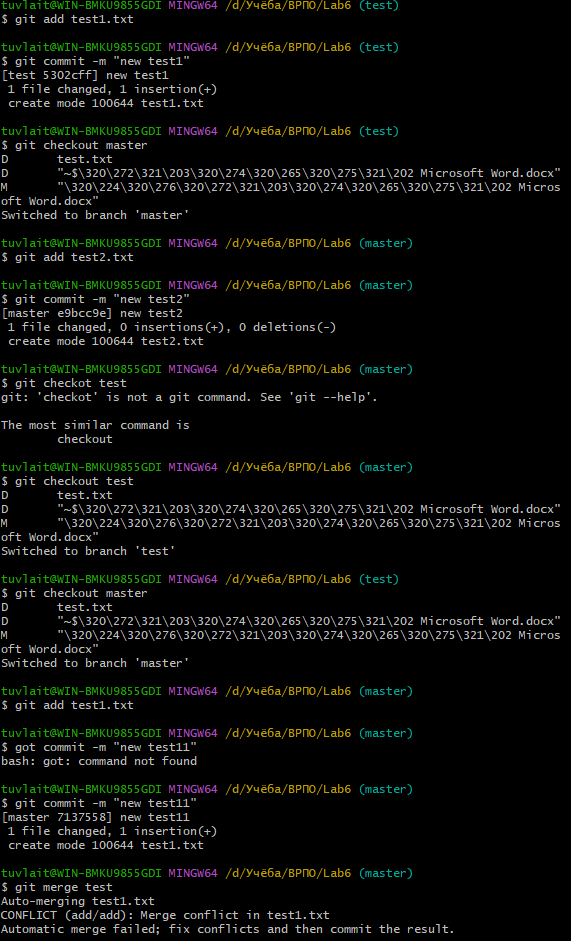 tuvlait@WIN-BMKU9855GDI MINGW64 /d/Учёба/ВРПО/Lab6 (test)
$ git add test1.txt
tuvlait@WIN-BMKU9855GDI MINGW64 /d/Учёба/ВРПО/Lab6 (test)
$ git commit -m "new test1"
[test 5302cff] new test1
 1 file changed, 1 insertion(+)
 create mode 100644 test1.txt
tuvlait@WIN-BMKU9855GDI MINGW64 /d/Учёба/ВРПО/Lab6 (test)
$ git checkout master
D       test.txt
D       "~$\320\272\321\203\320\274\320\265\320\275\321\202 Microsoft Word.docx"
M       "\320\224\320\276\320\272\321\203\320\274\320\265\320\275\321\202 Micros
oft Word.docx"
Switched to branch 'master'
tuvlait@WIN-BMKU9855GDI MINGW64 /d/Учёба/ВРПО/Lab6 (master)
$ git add test2.txt
tuvlait@WIN-BMKU9855GDI MINGW64 /d/Учёба/ВРПО/Lab6 (master)
$ git commit -m "new test2"
[master e9bcc9e] new test2
 1 file changed, 0 insertions(+), 0 deletions(-)
 create mode 100644 test2.txt
tuvlait@WIN-BMKU9855GDI MINGW64 /d/Учёба/ВРПО/Lab6 (master)
$ git checkot test
git: 'checkot' is not a git command. See 'git --help'.
The most similar command is
        checkout
tuvlait@WIN-BMKU9855GDI MINGW64 /d/Учёба/ВРПО/Lab6 (master)
$ git checkout test
D       test.txt
D       "~$\320\272\321\203\320\274\320\265\320\275\321\202 Microsoft Word.docx"
M       "\320\224\320\276\320\272\321\203\320\274\320\265\320\275\321\202 Micros
oft Word.docx"
Switched to branch 'test'
tuvlait@WIN-BMKU9855GDI MINGW64 /d/Учёба/ВРПО/Lab6 (test)
$ git checkout master
D       test.txt
D       "~$\320\272\321\203\320\274\320\265\320\275\321\202 Microsoft Word.docx"
M       "\320\224\320\276\320\272\321\203\320\274\320\265\320\275\321\202 Micros
oft Word.docx"
Switched to branch 'master'
tuvlait@WIN-BMKU9855GDI MINGW64 /d/Учёба/ВРПО/Lab6 (master)
$ git add test1.txt
tuvlait@WIN-BMKU9855GDI MINGW64 /d/Учёба/ВРПО/Lab6 (master)
$ got commit -m "new test11"
bash: got: command not found
tuvlait@WIN-BMKU9855GDI MINGW64 /d/Учёба/ВРПО/Lab6 (master)
$ git commit -m "new test11"
[master 7137558] new test11
 1 file changed, 1 insertion(+)
 create mode 100644 test1.txt
tuvlait@WIN-BMKU9855GDI MINGW64 /d/Учёба/ВРПО/Lab6 (master)
$ git merge test
Auto-merging test1.txt
CONFLICT (add/add): Merge conflict in test1.txt
Automatic merge failed; fix conflicts and then commit the result.